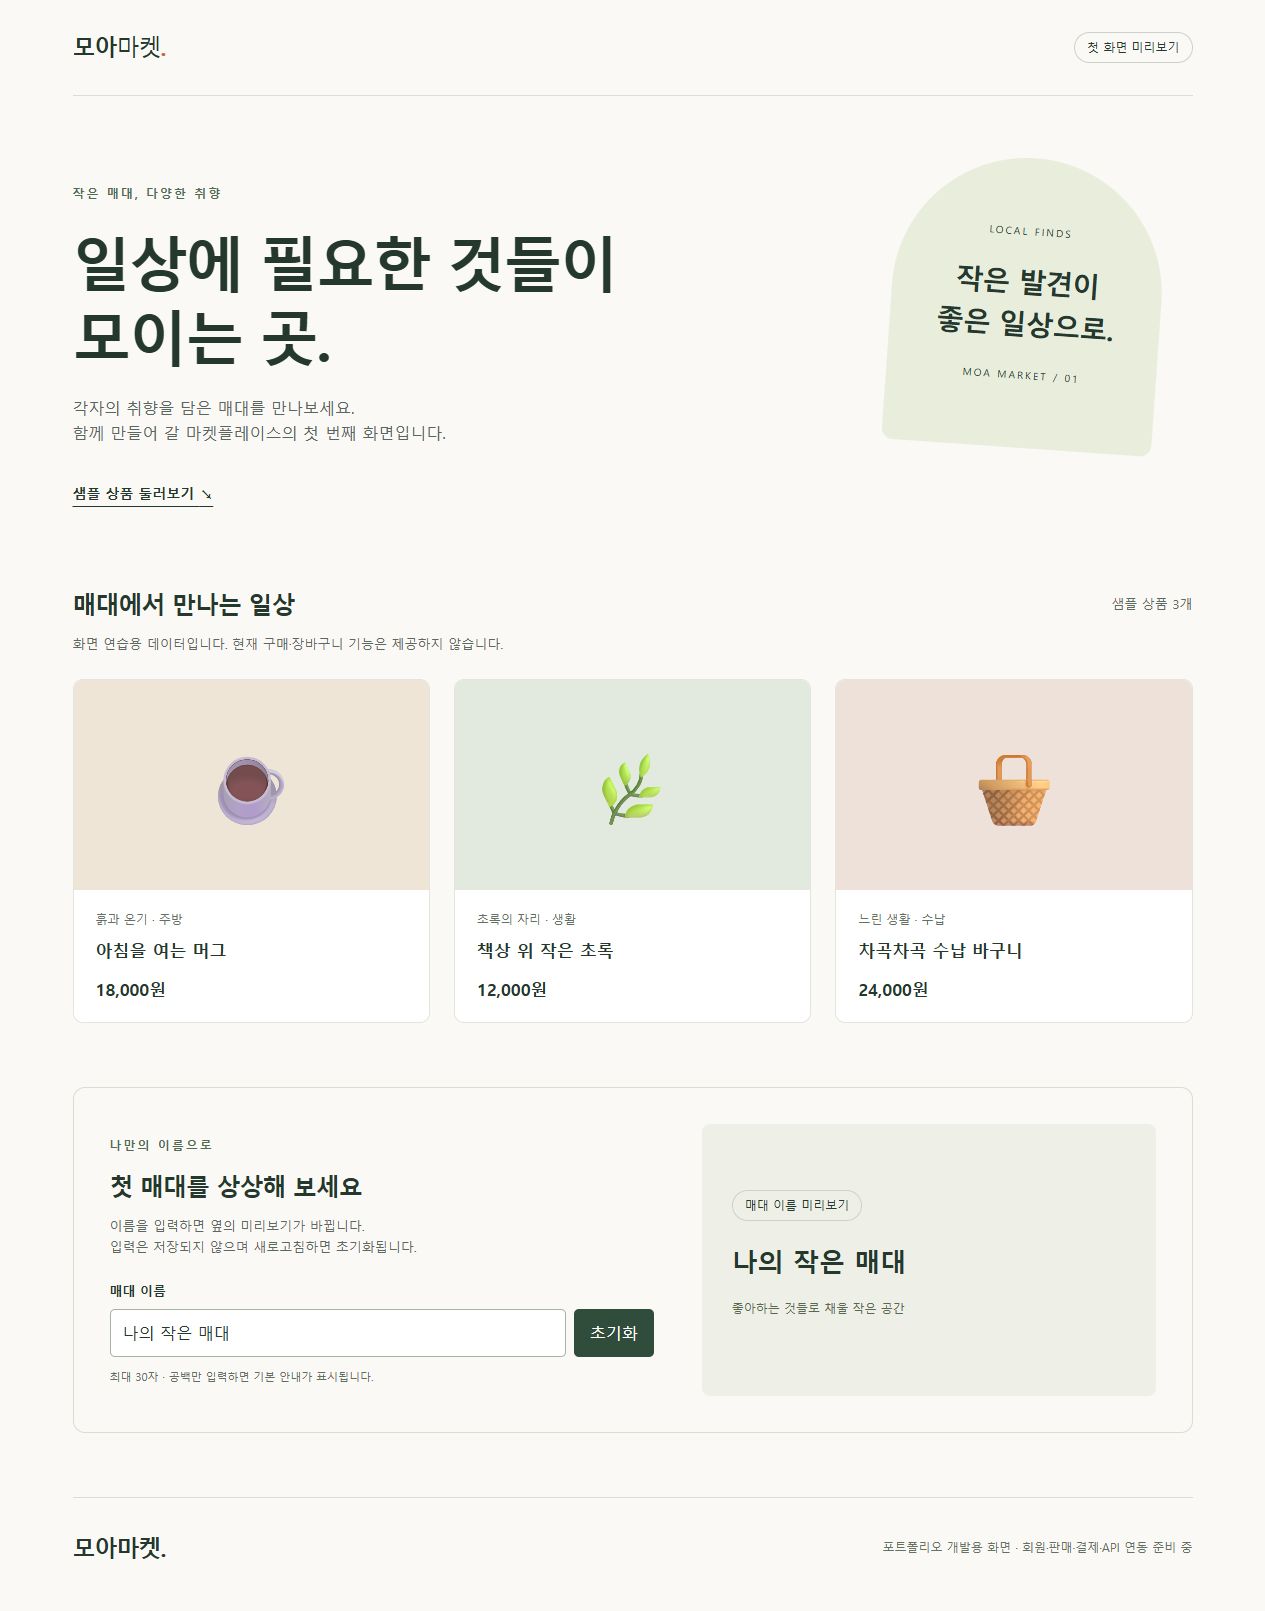 모아마켓.
첫 화면 미리보기
작은 매대, 다양한 취향
일상에 필요한 것들이
모이는 곳.
각자의 취향을 담은 매대를 만나보세요.
함께 만들어 갈 마켓플레이스의 첫 번째 화면입니다.
샘플 상품 둘러보기 ↘
LOCAL FINDS
작은 발견이
좋은 일상으로.
MOA MARKET / 01
매대에서 만나는 일상
샘플 상품 3개
화면 연습용 데이터입니다. 현재 구매·장바구니 기능은 제공하지 않습니다.
흙과 온기 · 주방
아침을 여는 머그
18,000원
초록의 자리 · 생활
책상 위 작은 초록
12,000원
느린 생활 · 수납
차곡차곡 수납 바구니
24,000원
나만의 이름으로
첫 매대를 상상해 보세요
이름을 입력하면 옆의 미리보기가 바뀝니다.
입력은 저장되지 않으며 새로고침하면 초기화됩니다.
매대 이름
나의 작은 매대
초기화
최대 30자 · 공백만 입력하면 기본 안내가 표시됩니다.
매대 이름 미리보기
나의 작은 매대
좋아하는 것들로 채울 작은 공간
모아마켓.
포트폴리오 개발용 화면 · 회원·판매·결제·API 연동 준비 중